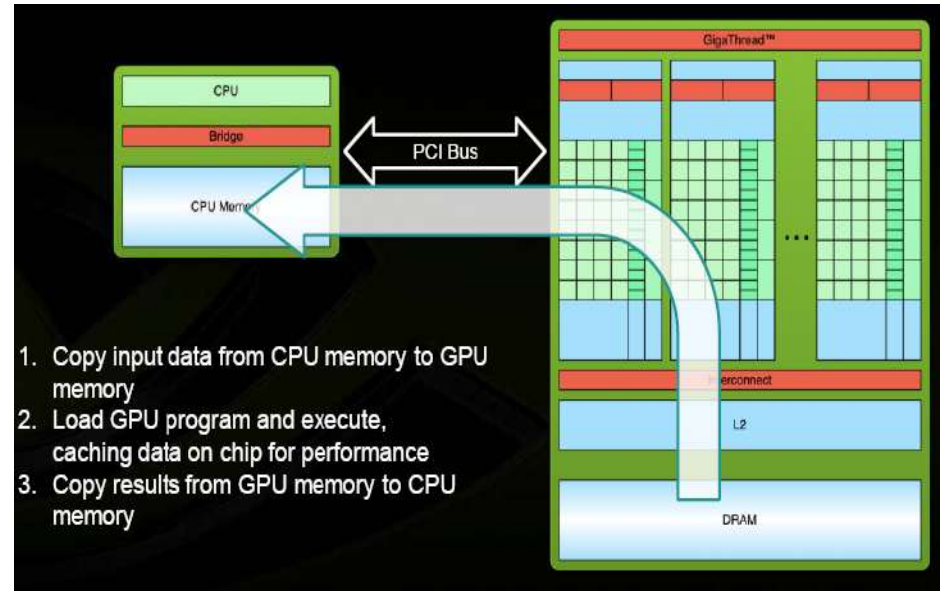 GigaThread™
CPU
Bridge
PCI Bus
CPU Memory
1. Copy input data from CPU memory to GPU
memory
2. Load GPU program and execute,
caching data on chip for performance
3. Copy results from GPU memory to CPU
memory
...
Interconnect
L2
DRAM